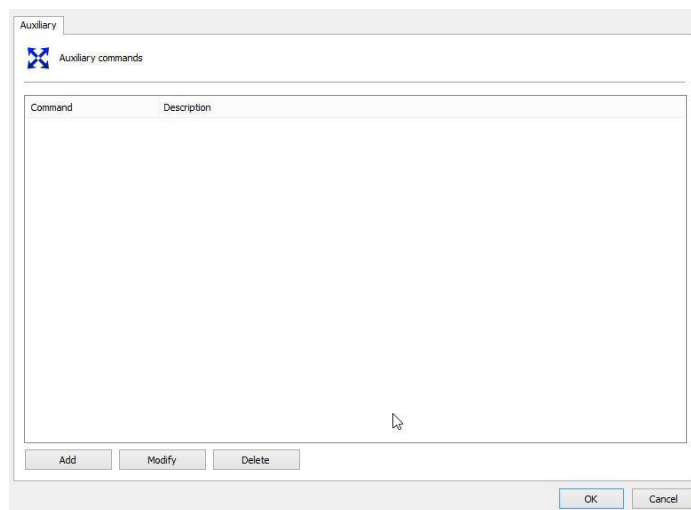 Auxiliary
Auxiliary commands
Command Description
Add Modify Delete
OK Cancel